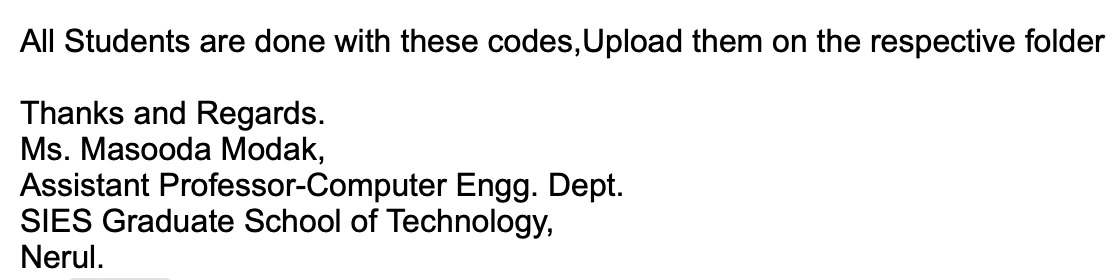 All Students are done with these codes,Upload them on the respective folder
Thanks and Regards.
Ms. Masooda Modak,
Assistant Professor-Computer Engg. Dept.
SIES Graduate School of Technology,
Nerul.